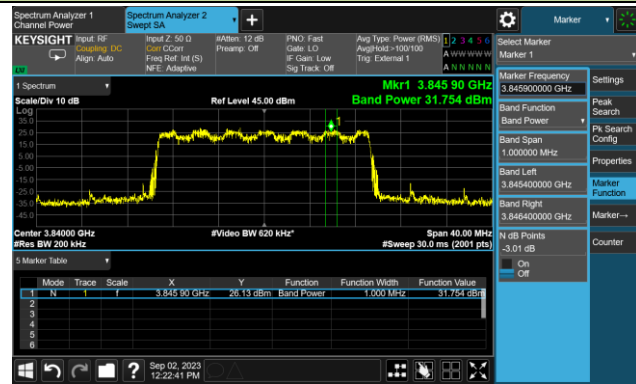 Spectrum Analyzer 1
Channel Power
Spectrum Analyzer 2
Swept SA
Marker
KEYSIGHT
Input: RF
Coupling: DC
Align: Auto
Input Z: 50 Ω
Corr CCorr
Freq Ref: Int (S)
NFE: Adaptive
#Atten: 12 dB
Preamp: Off
PNO: Fast
Gate: LO
IF Gain: Low
Sig Track: Off
Avg Type: Power (RMS)
Avg|Hold:>100/100
Trig: External 1
1 2 3 4 5 6
A W W W W W
A N N N N N
Select Marker
Marker 1
LW
1 Spectrum
Scale/Div 10 dB
Ref Level 45.00 dBm
Mkr1 3.845 90 GHz
Band Power 31.754 dBm
Log
35.0
25.0
15.0
5.00
-5.00
-15.0
-25.0
-35.0
-45.0
1
Center 3.84000 GHz
#Video BW 620 kHz*
Span 40.00 MHz
#Res BW 200 kHz
#Sweep 30.0 ms (2001 pts)
5 Marker Table
Mode Trace Scale X Y Function Function Width Function Value
1 N 1 f 3.845 90 GHz 26.13 dBm Band Power 1.000 MHz 31.754 dBm
2
3
4
5
6
Marker Frequency
3.845900000 GHz
Band Function
Band Power
Band Span
1.000000 MHz
Band Left
3.845400000 GHz
Band Right
3.846400000 GHz
N dB Points
-3.01 dB
On
Off
Settings
Peak
Search
Pk Search
Config
Properties
Marker
Function
Marker→
Counter
?
Sep 02, 2023
12:22:41 PM